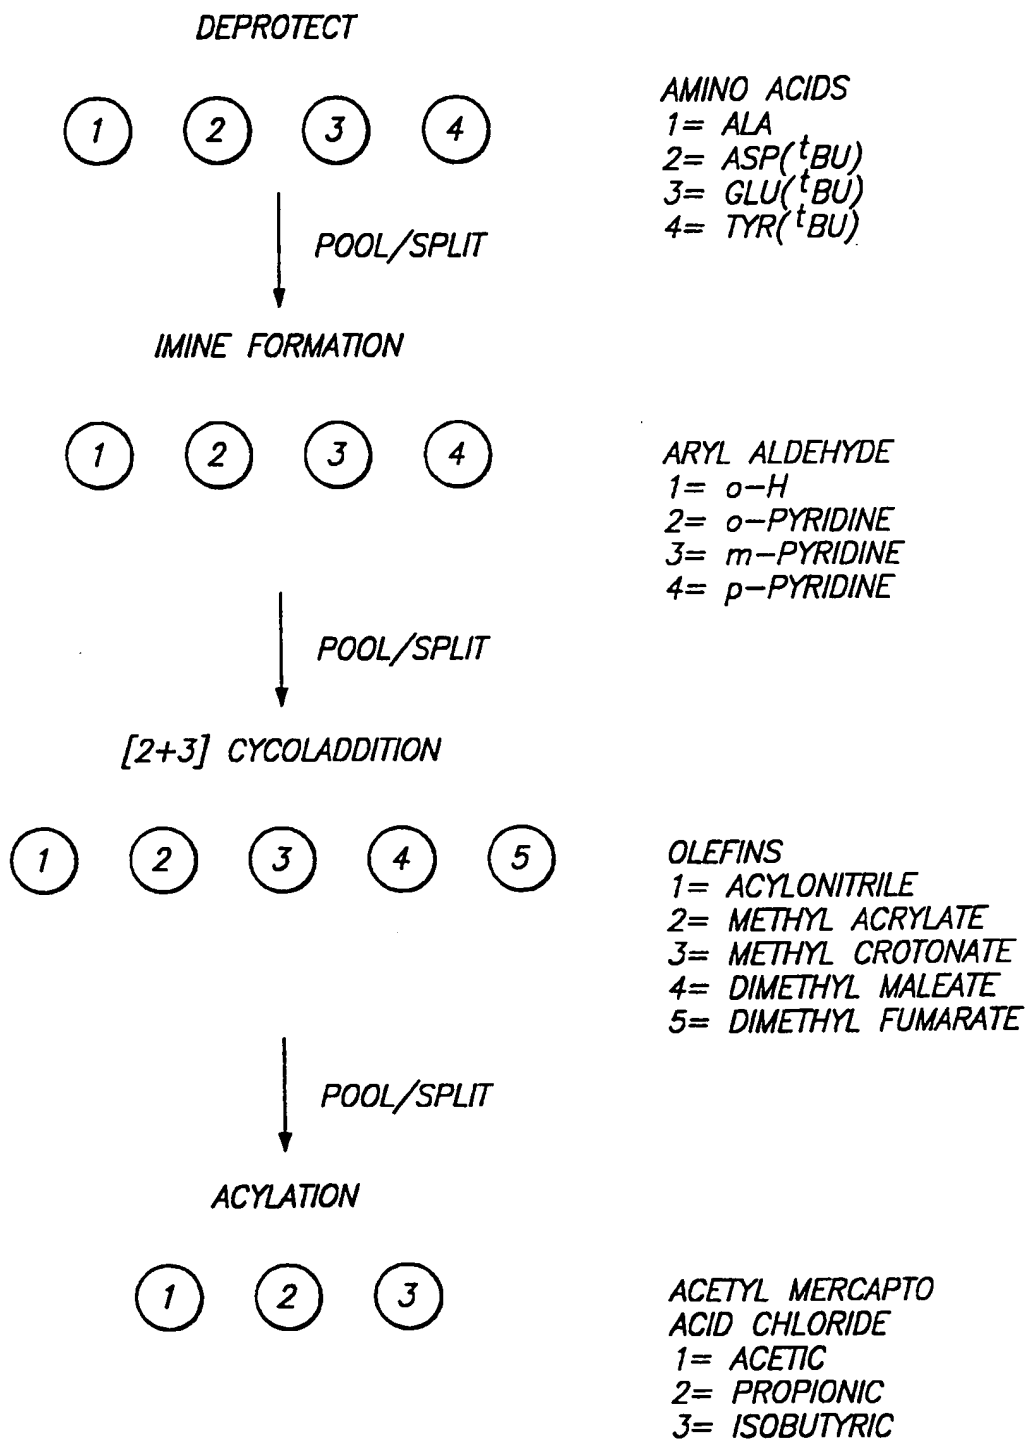 DEPROTECT
1 2 3 4
AMINO ACIDS
1= ALA
2= ASP(tBU)
3= GLU(tBU)
4= TYR(tBU)
POOL/SPLIT
IMINE FORMATION
1 2 3 4
ARYL ALDEHYDE
1= o-H
2= o-PYRIDINE
3= m-PYRIDINE
4= p-PYRIDINE
POOL/SPLIT
[2+3] CYCOLADDITION
1 2 3 4 5
OLEFINS
1= ACYLONITRILE
2= METHYL ACRYLATE
3= METHYL CROTONATE
4= DIMETHYL MALEATE
5= DIMETHYL FUMARATE
POOL/SPLIT
ACYLATION
1 2 3
ACETYL MERCAPTO
ACID CHLORIDE
1= ACETIC
2= PROPIONIC
3= ISOBUTYRIC